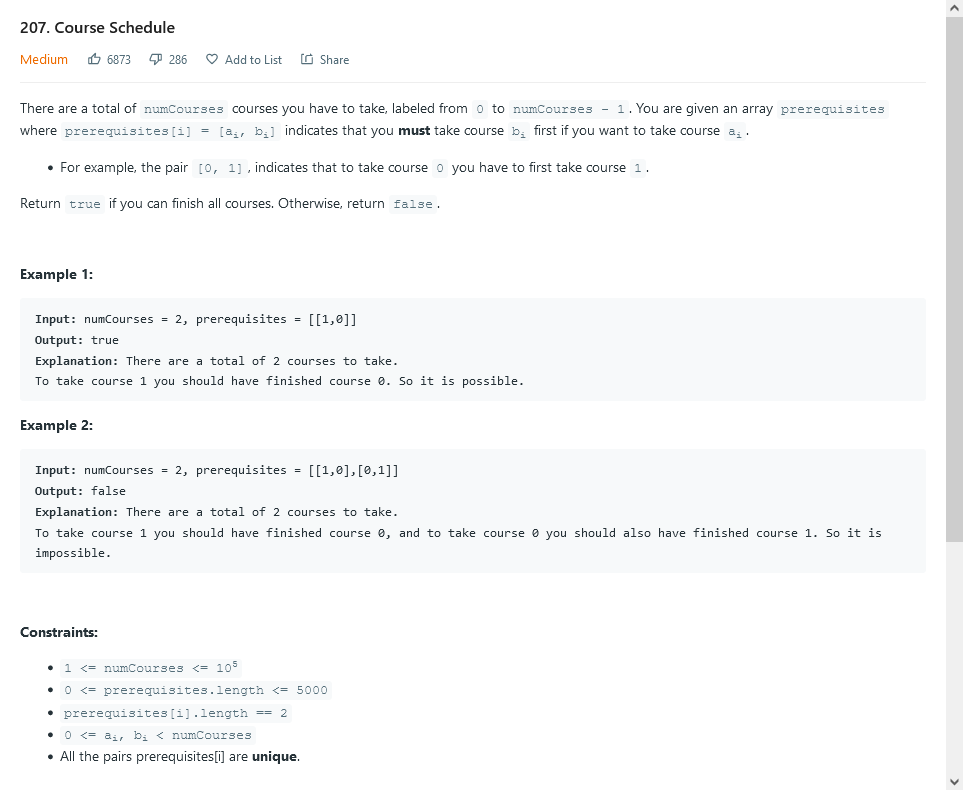 207. Course Schedule
Medium 6873 286 Add to List Share
There are a total of numCourses courses you have to take, labeled from 0 to numCourses - 1. You are given an array prerequisites
where prerequisites[i] = [aᵢ, bᵢ] indicates that you must take course bᵢ first if you want to take course aᵢ.
• For example, the pair [0, 1], indicates that to take course 0 you have to first take course 1.
Return true if you can finish all courses. Otherwise, return false.
Example 1:
Input: numCourses = 2, prerequisites = [[1,0]]
Output: true
Explanation: There are a total of 2 courses to take.
To take course 1 you should have finished course 0. So it is possible.
Example 2:
Input: numCourses = 2, prerequisites = [[1,0],[0,1]]
Output: false
Explanation: There are a total of 2 courses to take.
To take course 1 you should have finished course 0, and to take course 0 you should also have finished course 1. So it is
impossible.
Constraints:
• 1 <= numCourses <= 10⁵
• 0 <= prerequisites.length <= 5000
• prerequisites[i].length == 2
• 0 <= aᵢ, bᵢ < numCourses
• All the pairs prerequisites[i] are unique.